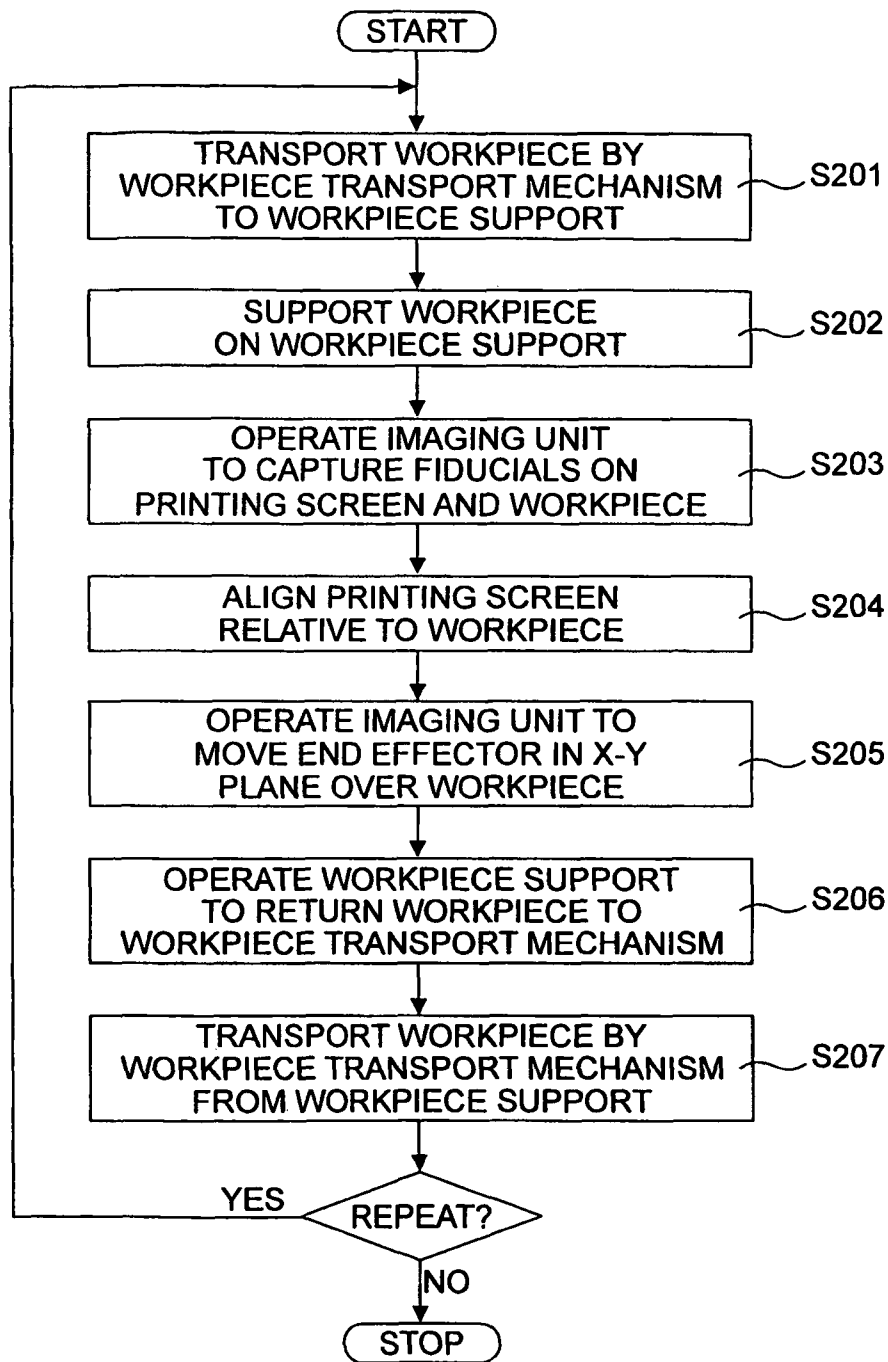 START
TRANSPORT WORKPIECE BY
WORKPIECE TRANSPORT MECHANISM
TO WORKPIECE SUPPORT
S201
SUPPORT WORKPIECE
ON WORKPIECE SUPPORT
S202
OPERATE IMAGING UNIT
TO CAPTURE FIDUCIALS ON
PRINTING SCREEN AND WORKPIECE
S203
ALIGN PRINTING SCREEN
RELATIVE TO WORKPIECE
S204
OPERATE IMAGING UNIT TO
MOVE END EFFECTOR IN X-Y
PLANE OVER WORKPIECE
S205
OPERATE WORKPIECE SUPPORT
TO RETURN WORKPIECE TO
WORKPIECE TRANSPORT MECHANISM
S206
TRANSPORT WORKPIECE BY
WORKPIECE TRANSPORT MECHANISM
FROM WORKPIECE SUPPORT
S207
YES
REPEAT?
NO
STOP